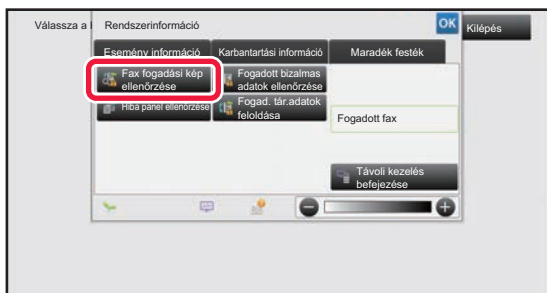 Válassza a
Rendszerinformáció
OK
Kilépés
Esemény információ
Karbantartási információ
Maradék festék
Fax fogadási kép
ellenőrzése
Fogadott bizalmas
adatok ellenőrzése
Hiba panel ellenőrzése
Fogad. tár.adatok
feloldása
Fogadott fax
Távoli kezelés
befejezése